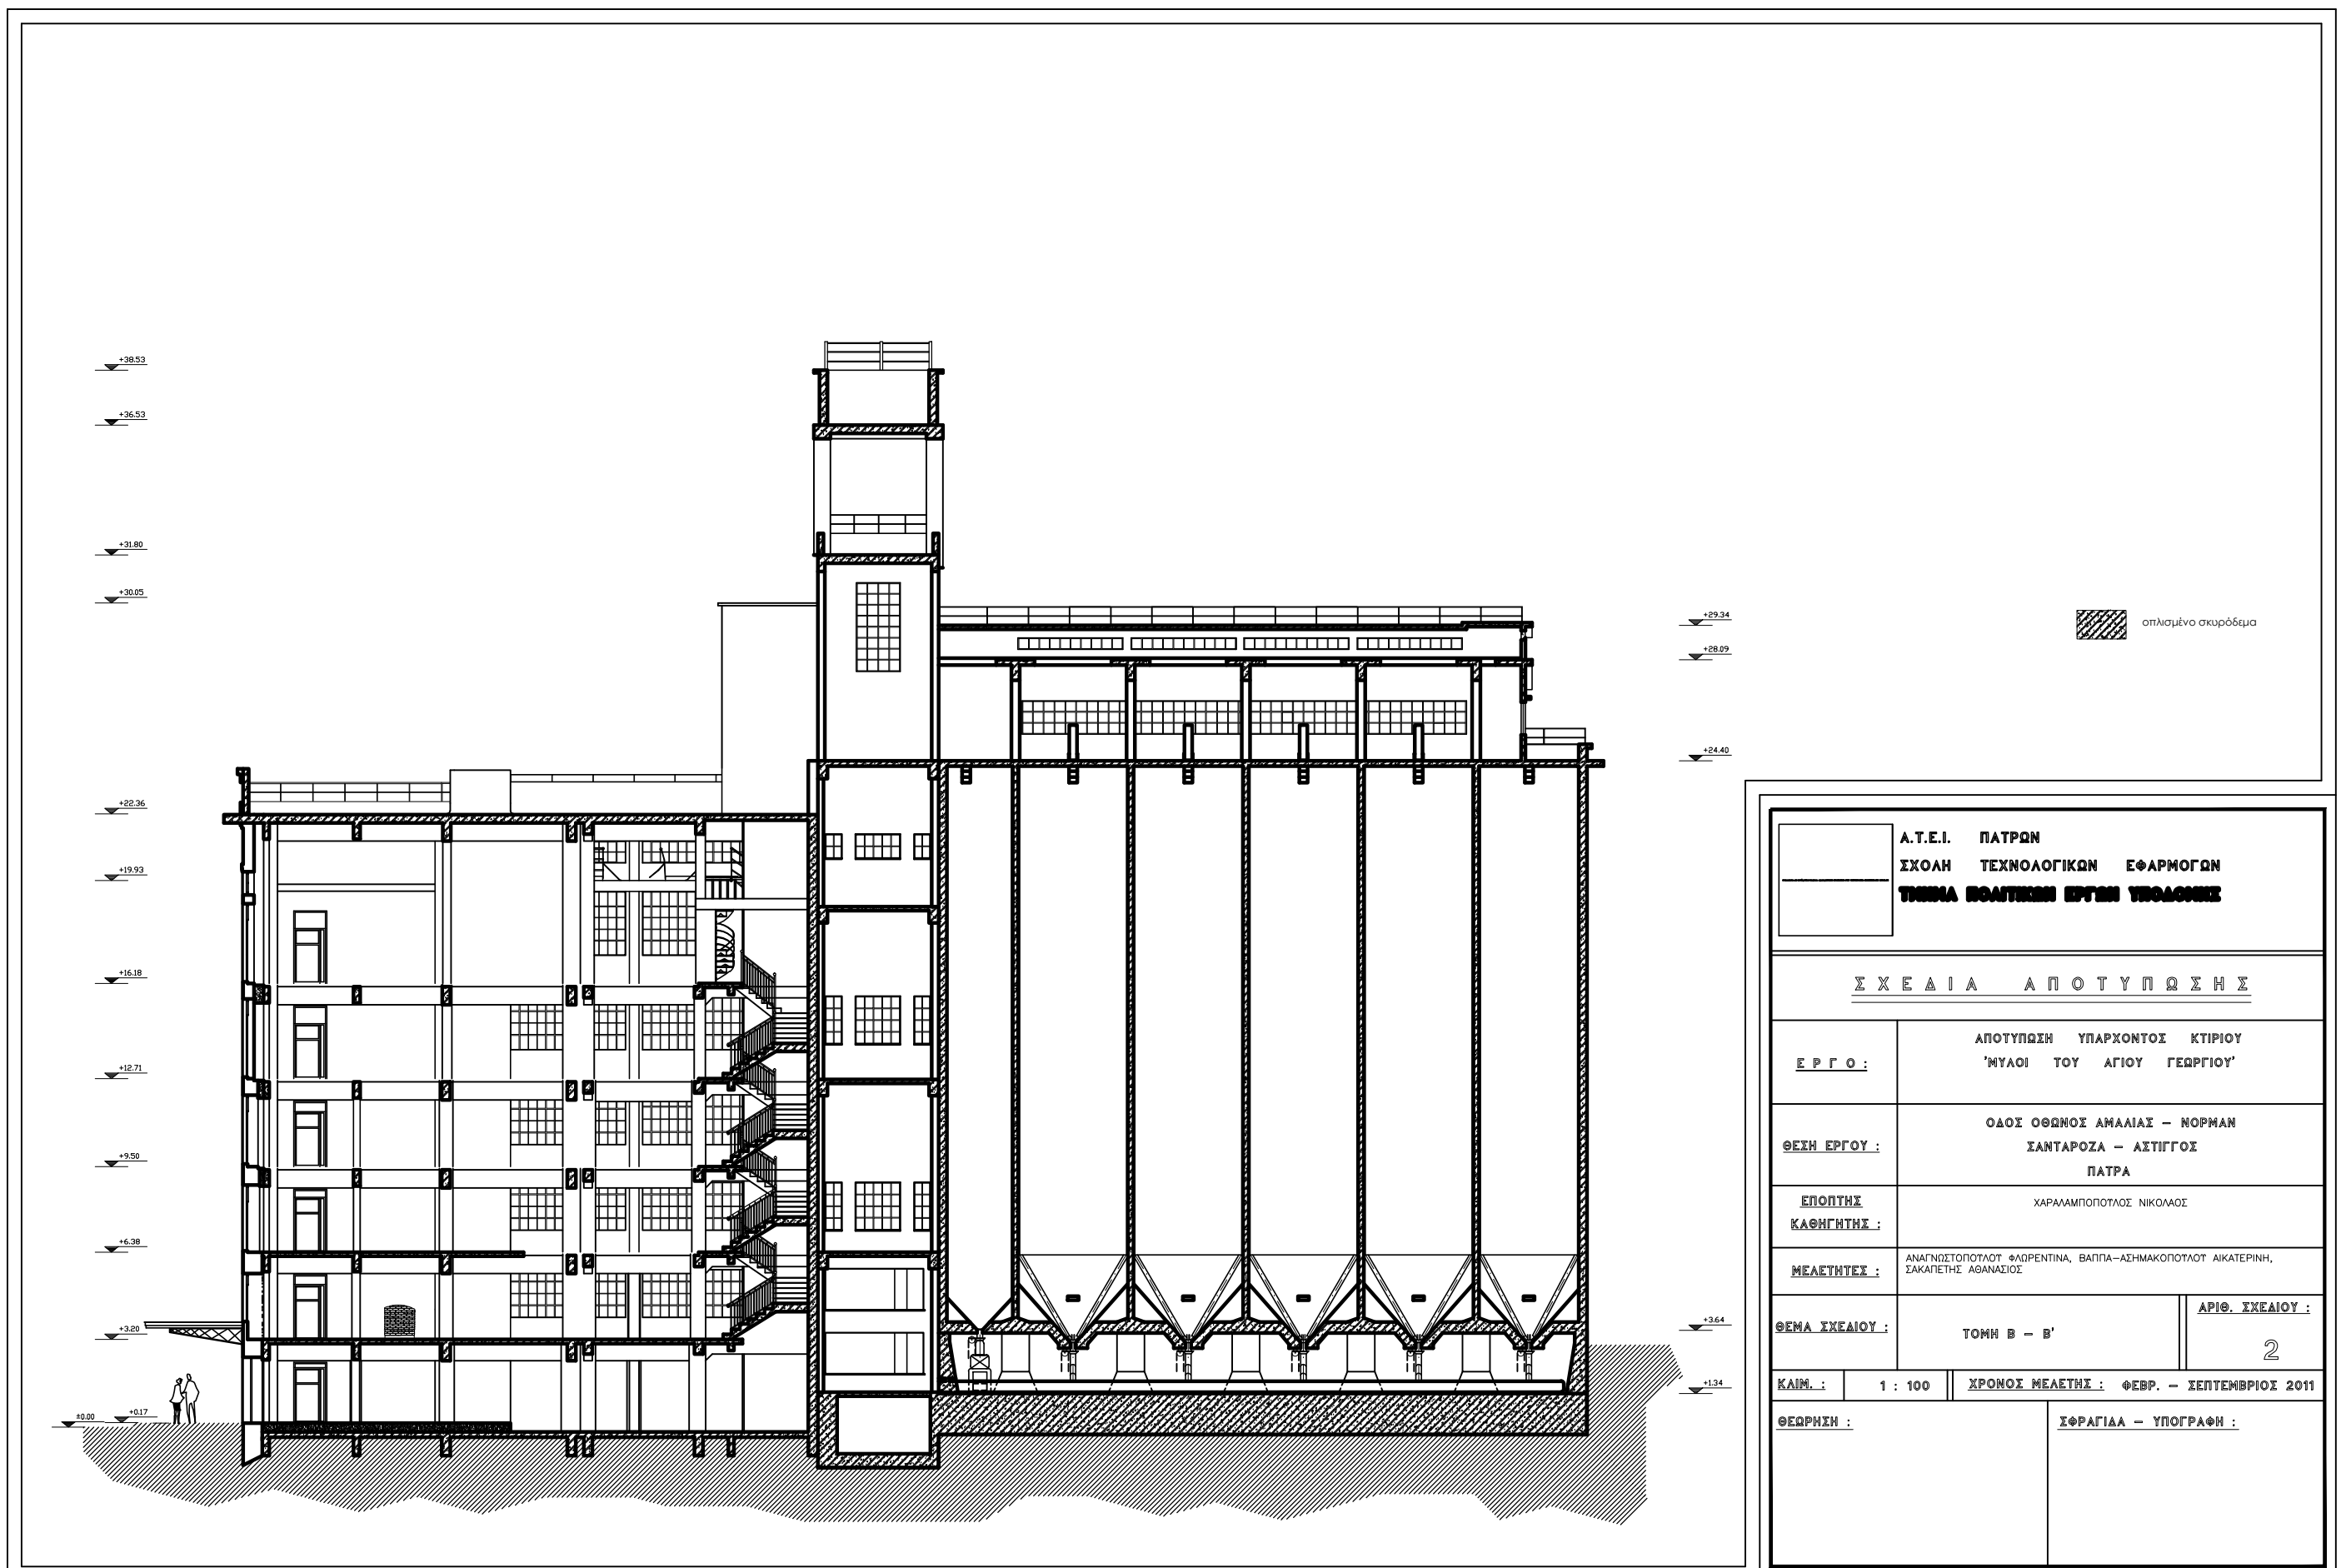 +38.53
+36.53
+31.80
+30.05
+29.34
+28.09
+24.40
+22.36
+19.93
+16.18
+12.71
+9.50
+6.38
+3.20
+3.64
+1.34
±0.00
+0.17
οπλισμένο σκυρόδεμα
Α.Τ.Ε.Ι. ΠΑΤΡΩΝ
ΣΧΟΛΗ ΤΕΧΝΟΛΟΓΙΚΩΝ ΕΦΑΡΜΟΓΩΝ
ΤΜΗΜΑ ΠΟΛΙΤΙΚΩΝ ΕΡΓΩΝ ΥΠΟΔΟΜΗΣ
ΣΧΕΔΙΑ ΑΠΟΤΥΠΩΣΗΣ
ΕΡΓΟ :
ΑΠΟΤΥΠΩΣΗ ΥΠΑΡΧΟΝΤΟΣ ΚΤΙΡΙΟΥ
'ΜΥΛΟΙ ΤΟΥ ΑΓΙΟΥ ΓΕΩΡΓΙΟΥ'
ΘΕΣΗ ΕΡΓΟΥ :
ΟΔΟΣ ΟΘΩΝΟΣ ΑΜΑΛΙΑΣ – ΝΟΡΜΑΝ
ΣΑΝΤΑΡΟΖΑ – ΑΣΤΙΓΓΟΣ
ΠΑΤΡΑ
ΕΠΟΠΤΗΣ
ΚΑΘΗΓΗΤΗΣ :
ΧΑΡΑΛΑΜΠΟΠΟΥΛΟΣ ΝΙΚΟΛΑΟΣ
ΜΕΛΕΤΗΤΕΣ :
ΑΝΑΓΝΩΣΤΟΠΟΥΛΟΥ ΦΛΩΡΕΝΤΙΝΑ, ΒΑΠΠΑ–ΑΣΗΜΑΚΟΠΟΥΛΟΥ ΑΙΚΑΤΕΡΙΝΗ,
ΣΑΚΑΠΕΤΗΣ ΑΘΑΝΑΣΙΟΣ
ΘΕΜΑ ΣΧΕΔΙΟΥ :
ΤΟΜΗ Β – Β'
ΑΡΙΘ. ΣΧΕΔΙΟΥ :
2
ΚΛΙΜ. :
1 : 100
ΧΡΟΝΟΣ ΜΕΛΕΤΗΣ : ΦΕΒΡ. – ΣΕΠΤΕΜΒΡΙΟΣ 2011
ΘΕΩΡΗΣΗ :
ΣΦΡΑΓΙΔΑ – ΥΠΟΓΡΑΦΗ :